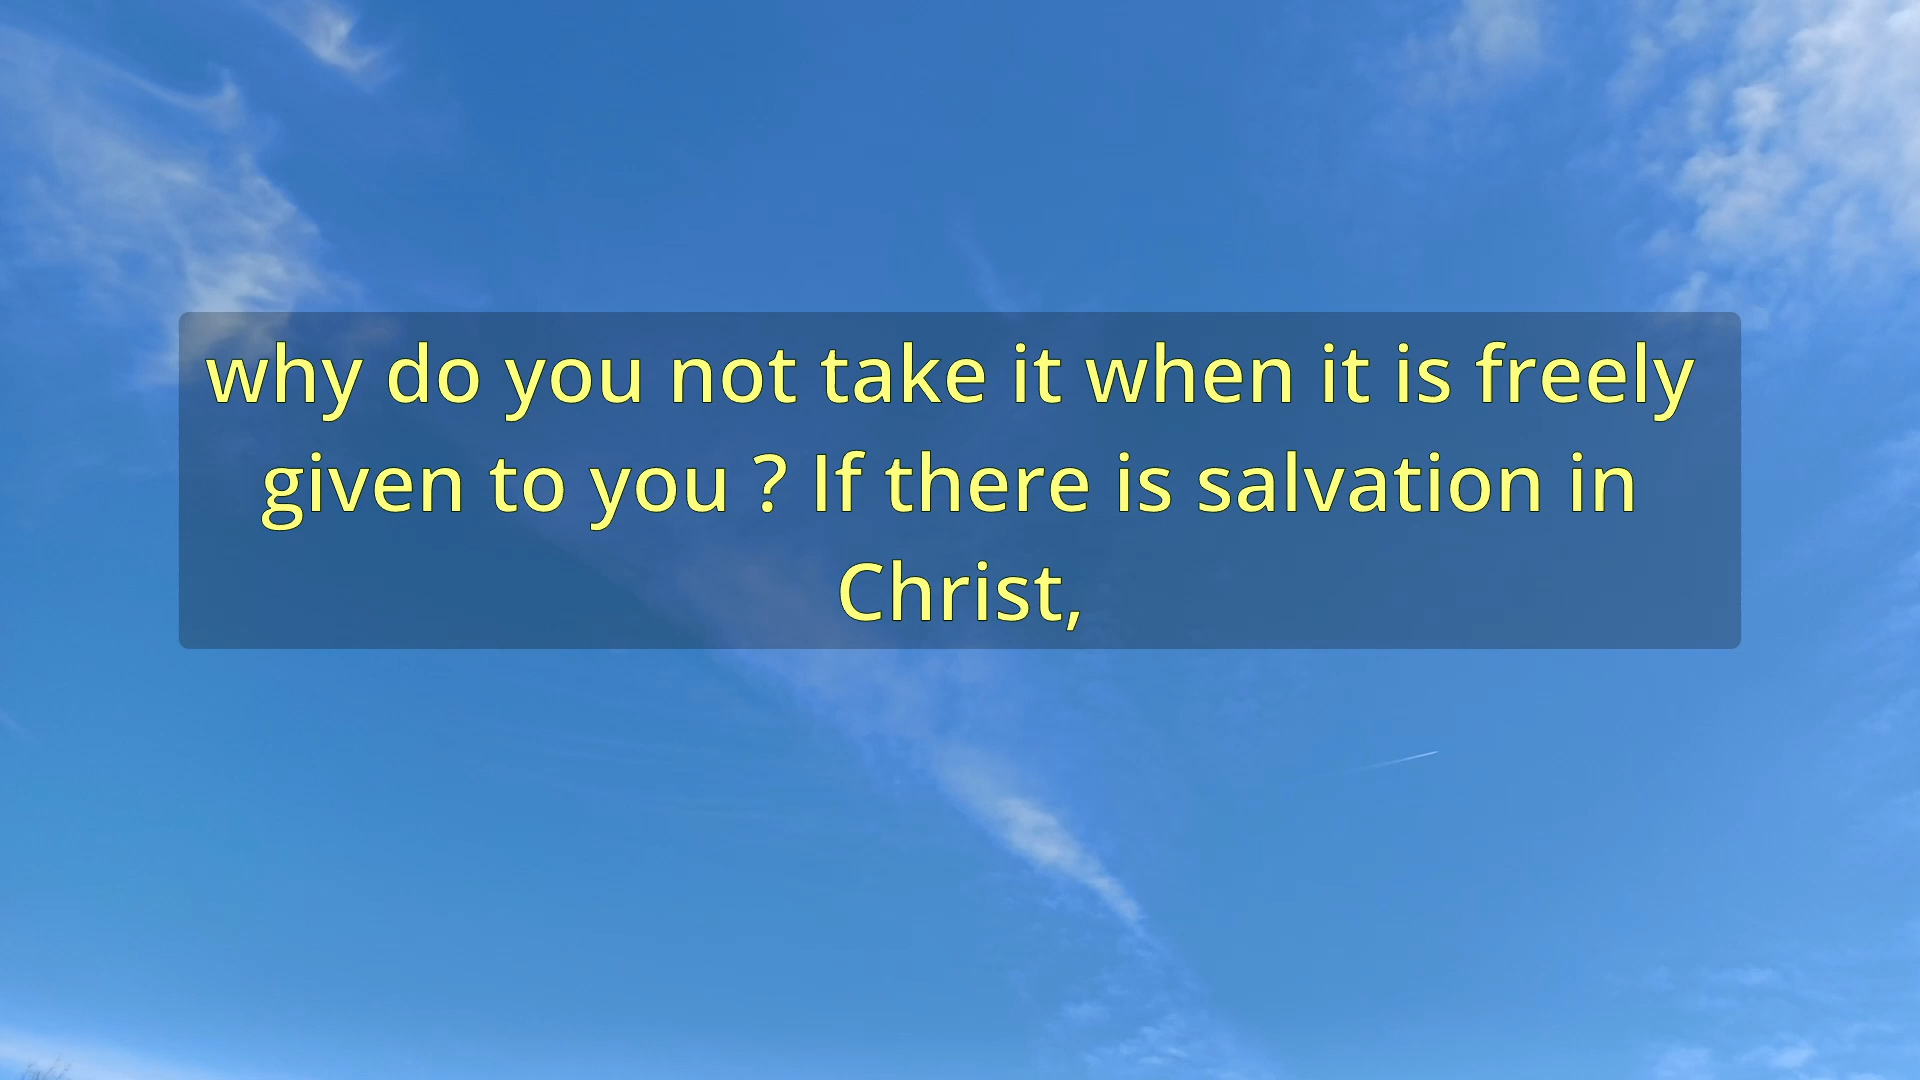 why do you not take it when it is freely
given to you ? If there is salvation in
Christ,